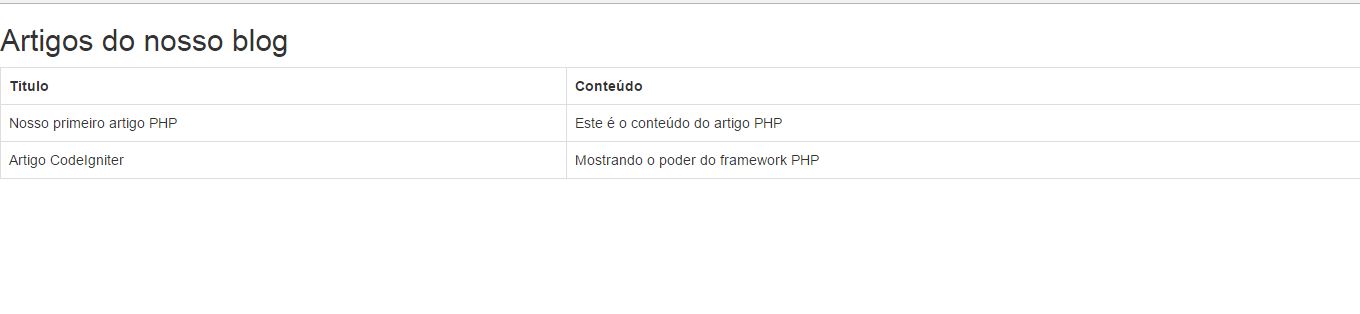 Artigos do nosso blog
Titulo Conteúdo
Nosso primeiro artigo PHP Este é o conteúdo do artigo PHP
Artigo CodeIgniter Mostrando o poder do framework PHP